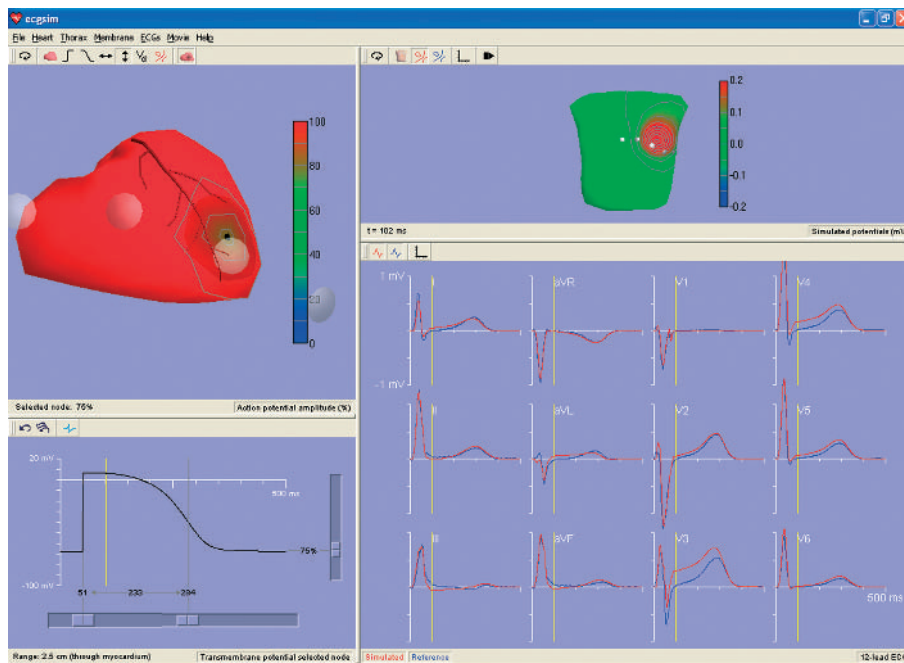 ecgsim
File Heart Thorax Membrane ECGs Movie Help
100
80
60
40
20
0
Selected node: 75%
Action potential amplitude (%)
0.2
0.1
0.0
-0.1
-0.2
t = 102 ms
Simulated potentials (mV
1 mV
-1 mV
I
aVR
V1
V4
II
aVL
V2
V5
III
aVF
V3
V6
500 ms
20 mV
-100 mV
500 ms
75%
51
233
284
Range: 2.5 cm (through myocardium)
Transmembrane potential selected node
Simulated
Reference
12-lead EC